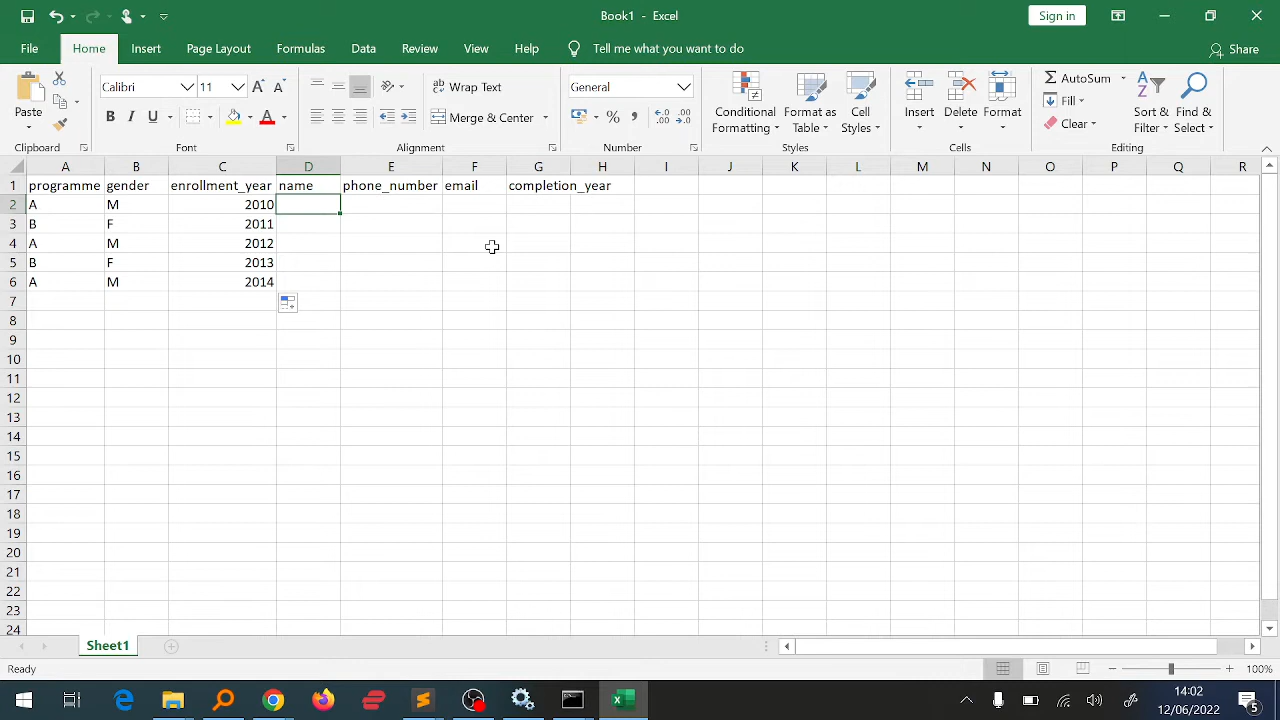 Book1 - Excel
Sign in
File Home Insert Page Layout Formulas Data Review View Help Tell me what you want to do Share
Paste
Clipboard
Calibri 11
B I U
Font
Wrap Text
Merge & Center
Alignment
General
%
Number
Conditional Formatting
Format as Table
Cell Styles
Styles
Insert
Delete
Format
Cells
AutoSum
Fill
Clear
Sort & Filter
Find & Select
Editing
A B C D E F G H I J K L M N O P Q R
1 programme gender enrollment_year name phone_number email completion_year
2 A M 2010
3 B F 2011
4 A M 2012
5 B F 2013
6 A M 2014
7
8
9
10
11
12
13
14
15
16
17
18
19
20
21
22
23
24
Sheet1
Ready
100%
14:02
12/06/2022
5